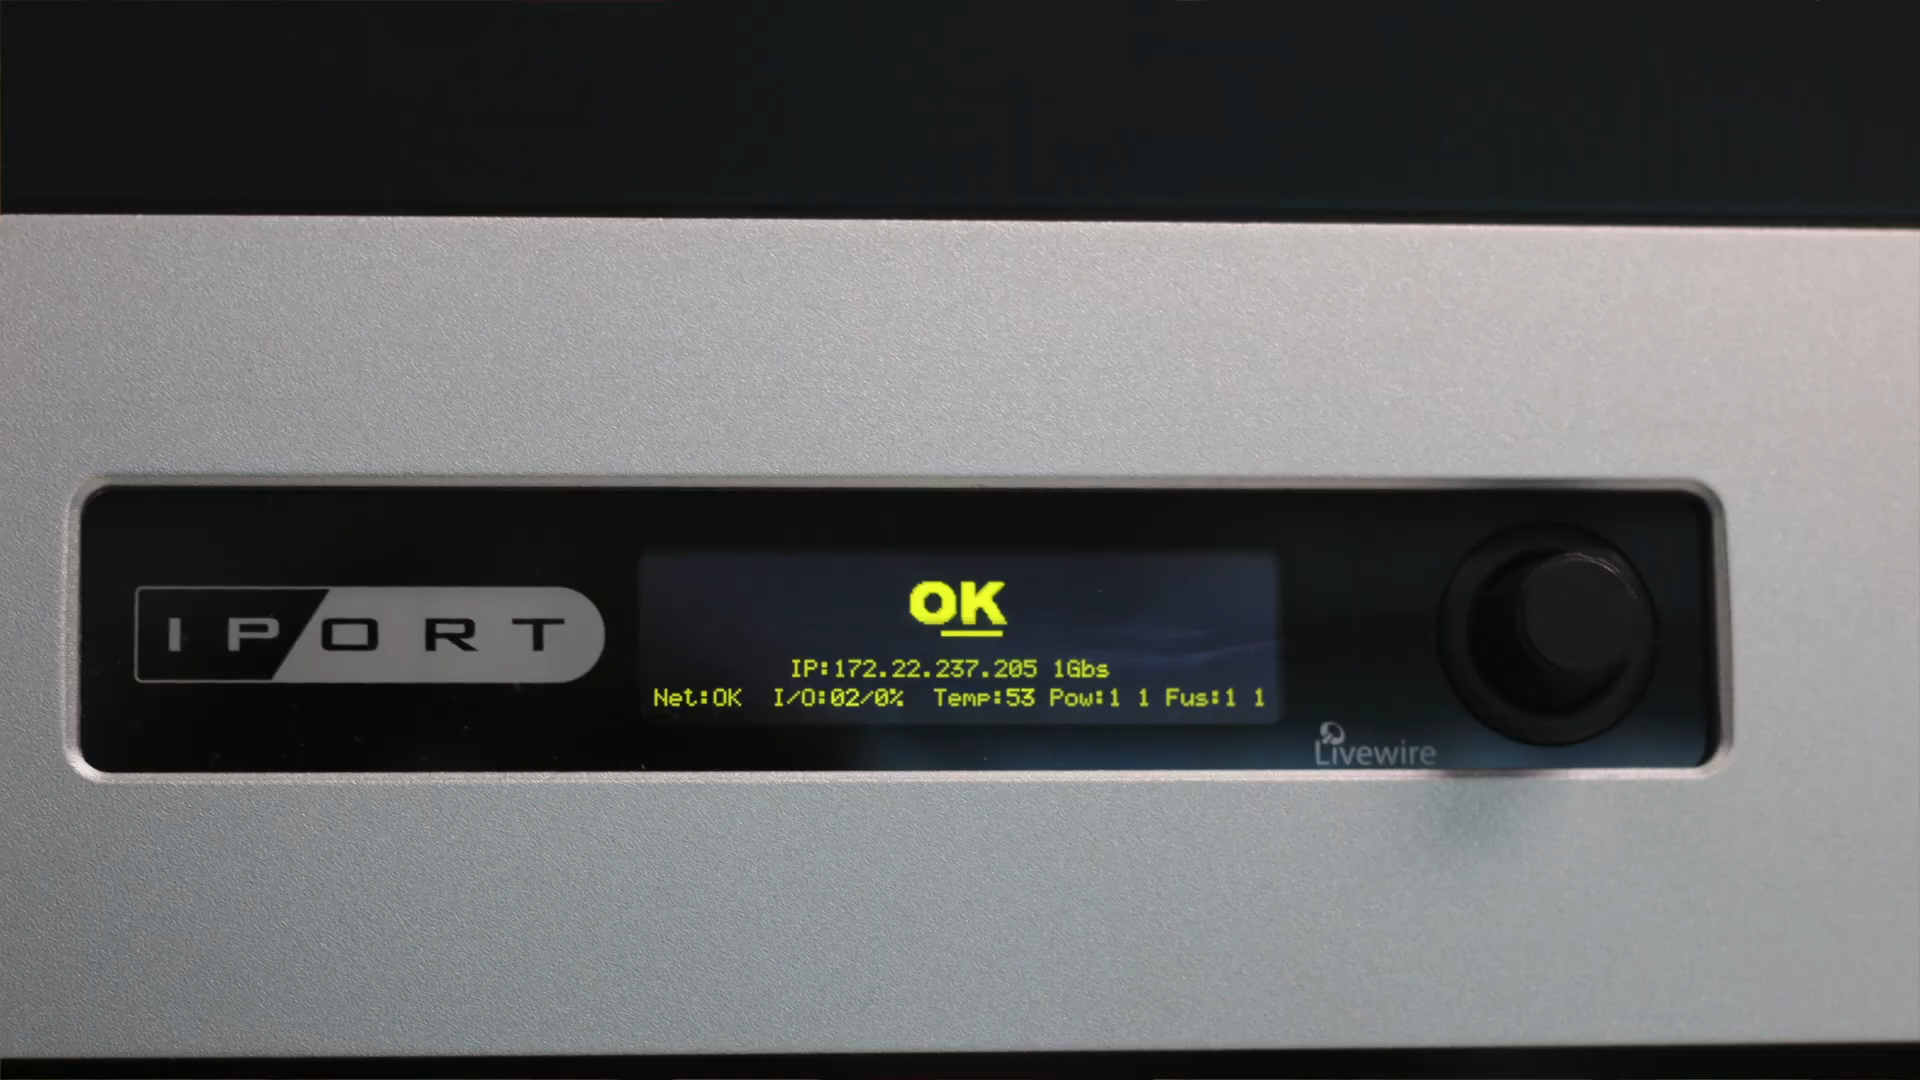 IPORT
OK
IP:172.22.237.205 1Gbs
Net:OK I/O:02/0% Temp:53 Pow:1 1 Fus:1 1
Livewire